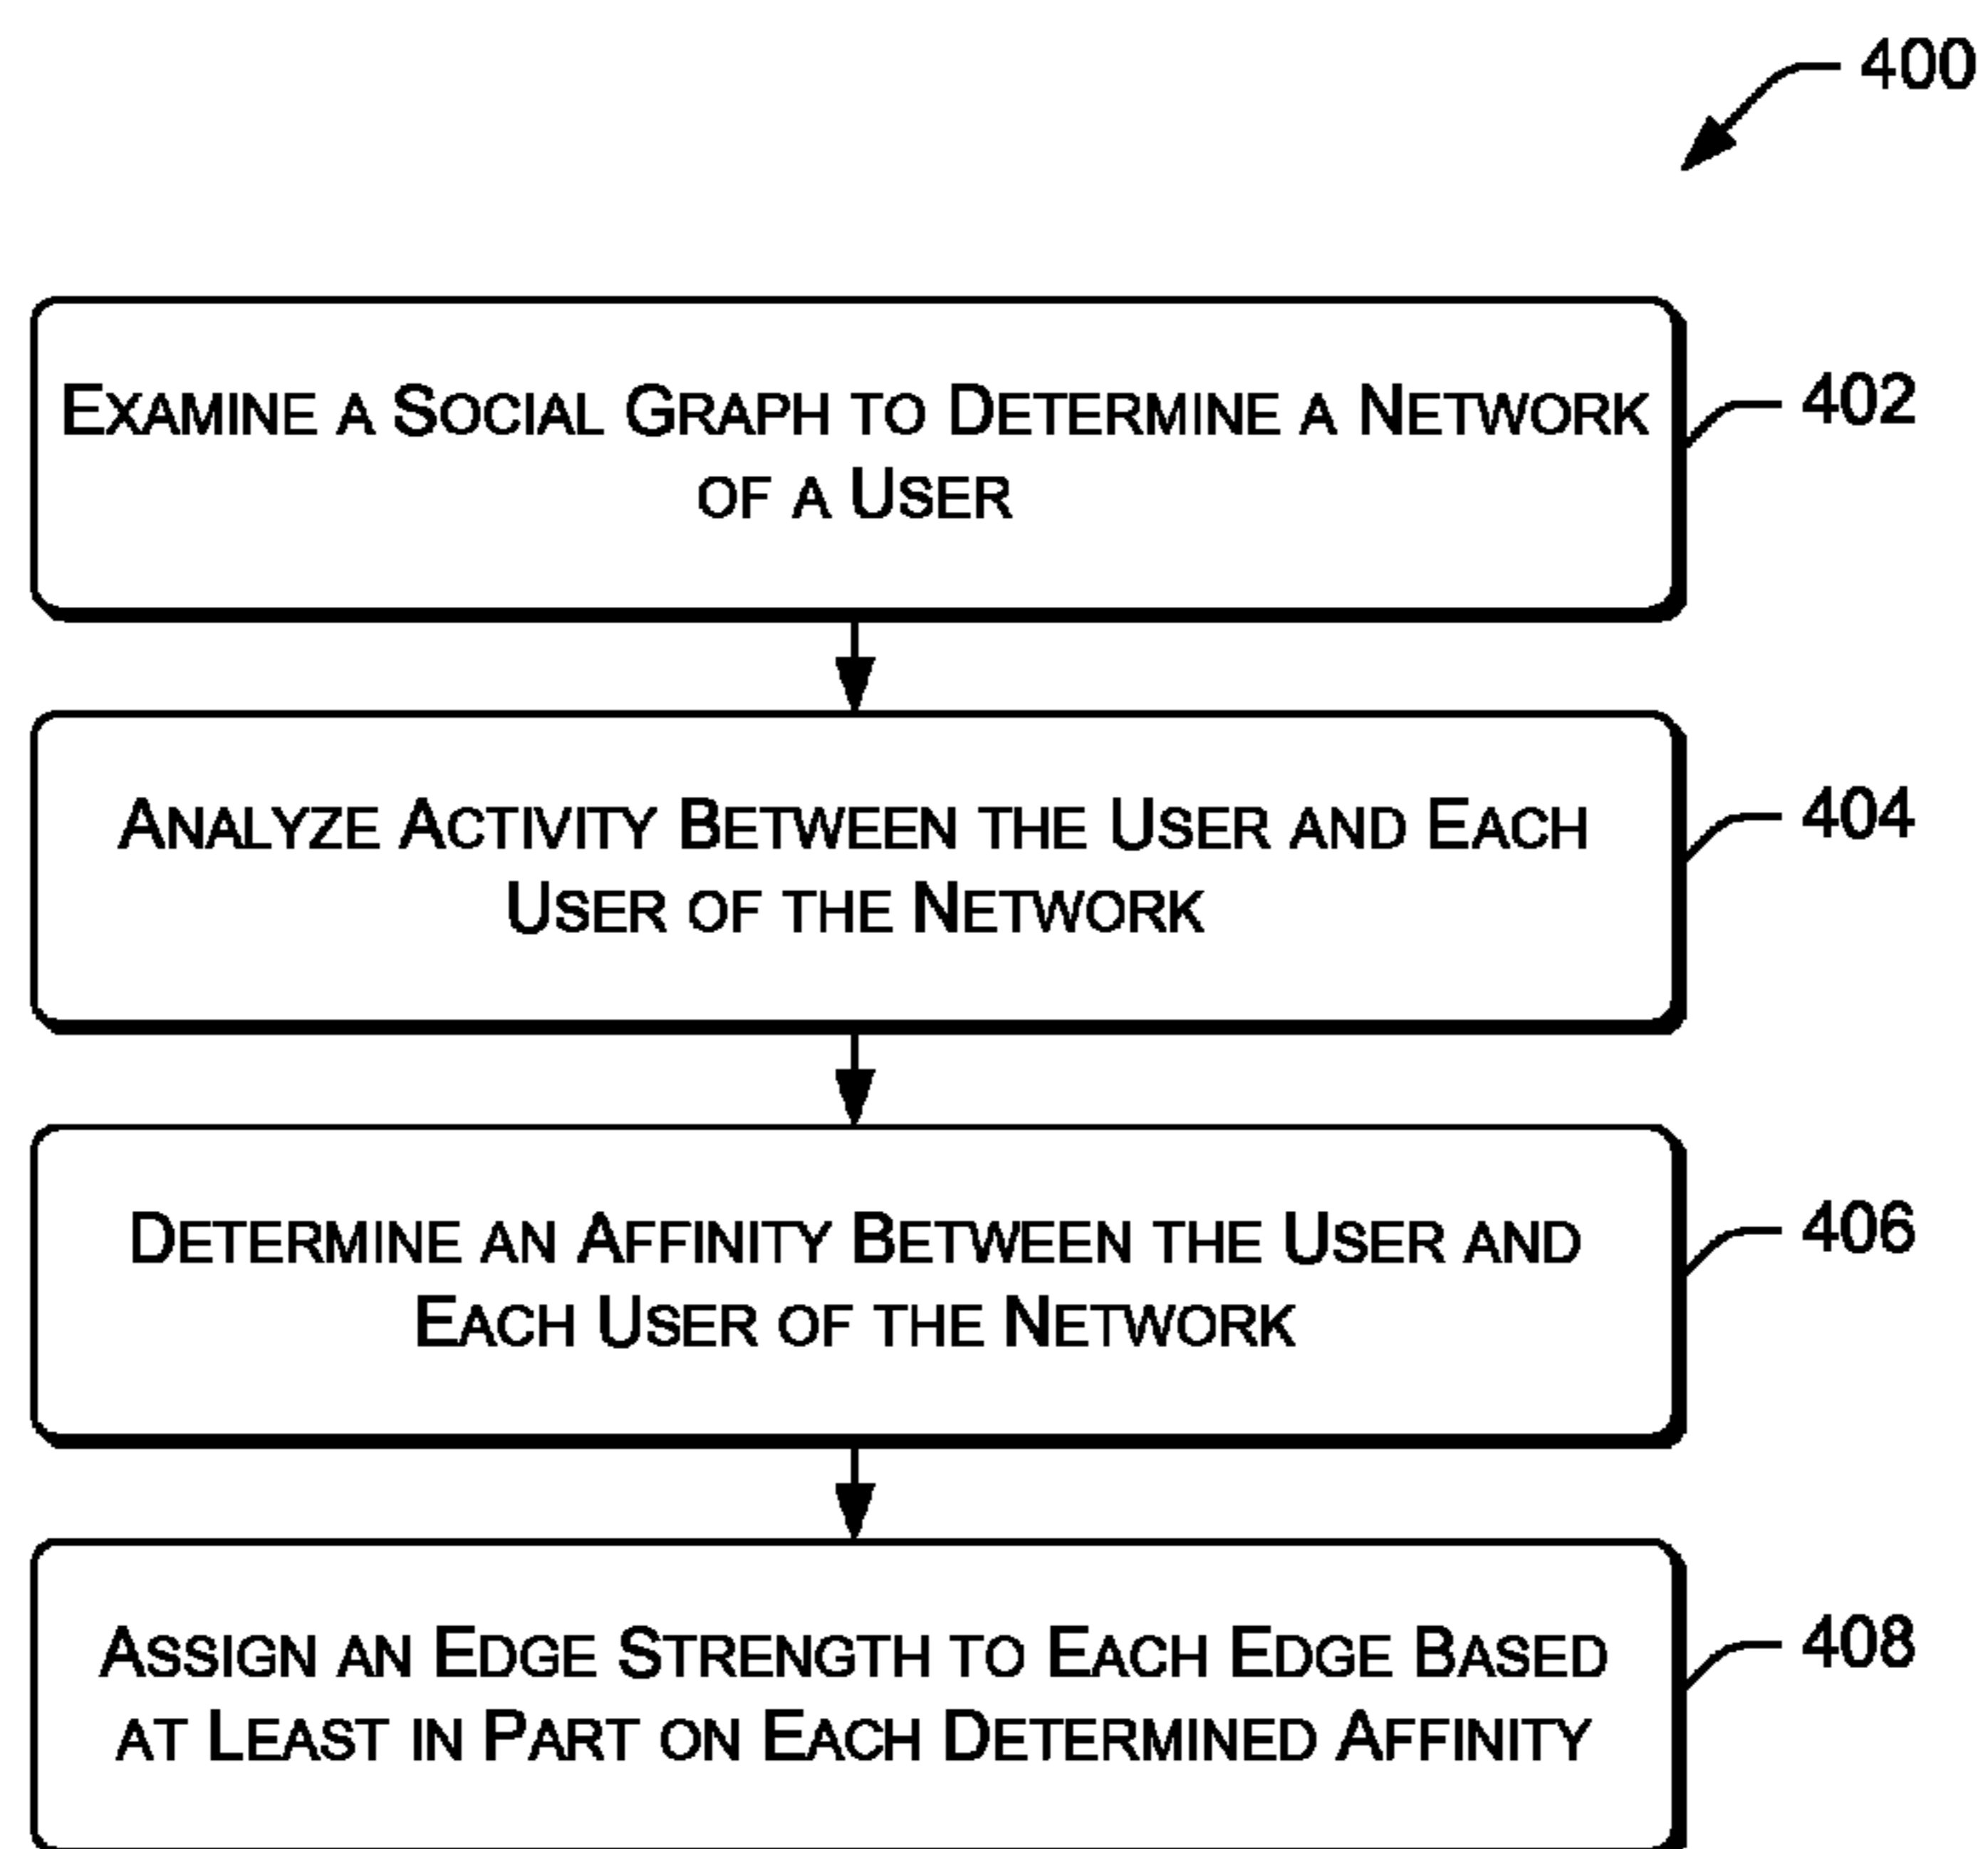 400
EXAMINE A SOCIAL GRAPH TO DETERMINE A NETWORK
OF A USER
402
ANALYZE ACTIVITY BETWEEN THE USER AND EACH
USER OF THE NETWORK
404
DETERMINE AN AFFINITY BETWEEN THE USER AND
EACH USER OF THE NETWORK
406
ASSIGN AN EDGE STRENGTH TO EACH EDGE BASED
AT LEAST IN PART ON EACH DETERMINED AFFINITY
408